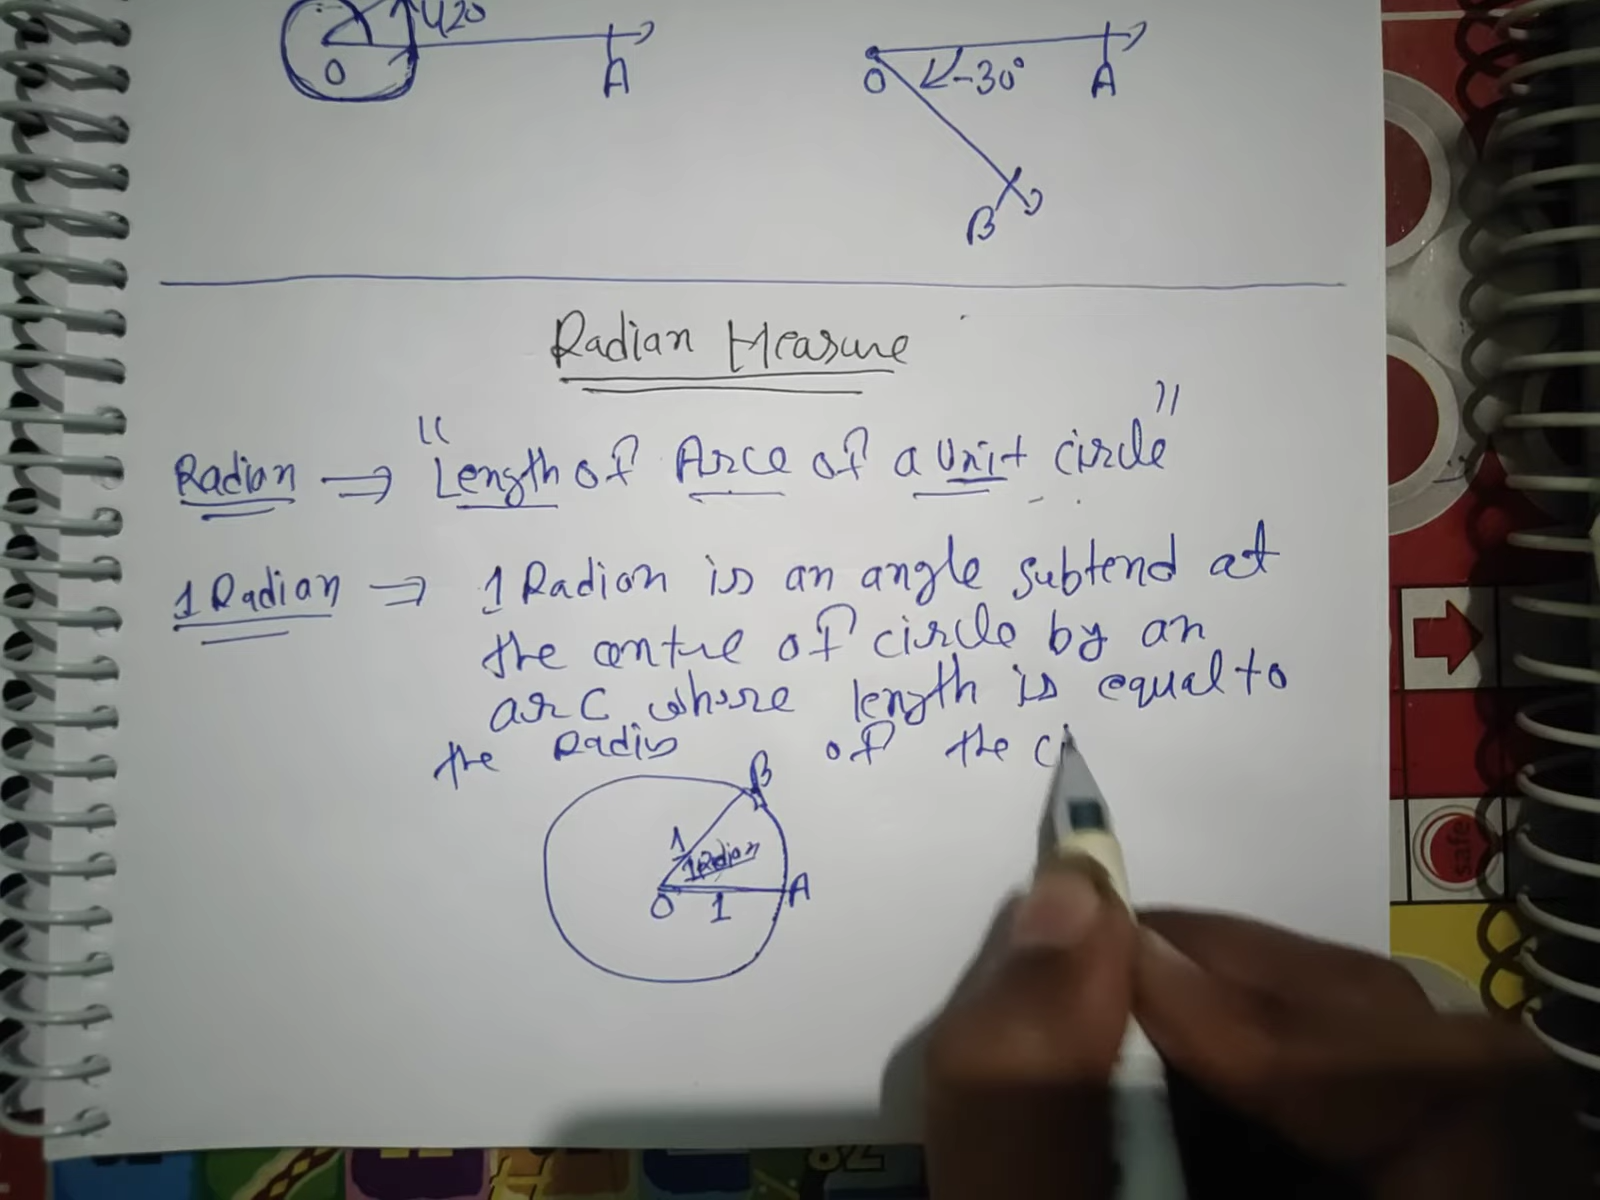 420
O
A
O
-30°
A
B
Radian Measure
Radian ⇒ "Length of Arce of a Unit circle"
1 Radian ⇒ 1 Radian is an angle subtend at
the centre of circle by an
arc whose length is equal to
the Radius of the c
B
1
1 Radian
O
1
A
safe